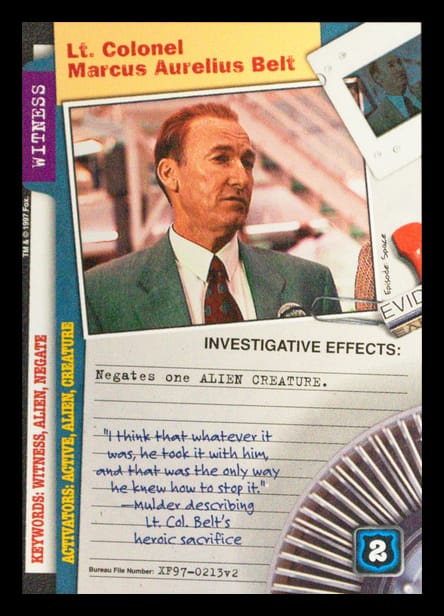 Lt. Colonel
Marcus Aurelius Belt
WITNESS
TM & © 1997 Fox.
KEYWORDS: WITNESS, ALIEN, NEGATE
ACTIVATORS: ACTIVE, ALIEN, CREATURE
Episode: Space
EVID
INVESTIGATIVE EFFECTS:
Negates one ALIEN CREATURE.
"I think that whatever it
was, he took it with him,
and that was the only way
he knew how to stop it."
—Mulder describing
Lt. Col. Belt's
heroic sacrifice
2
Bureau File Number: XF97-0213v2